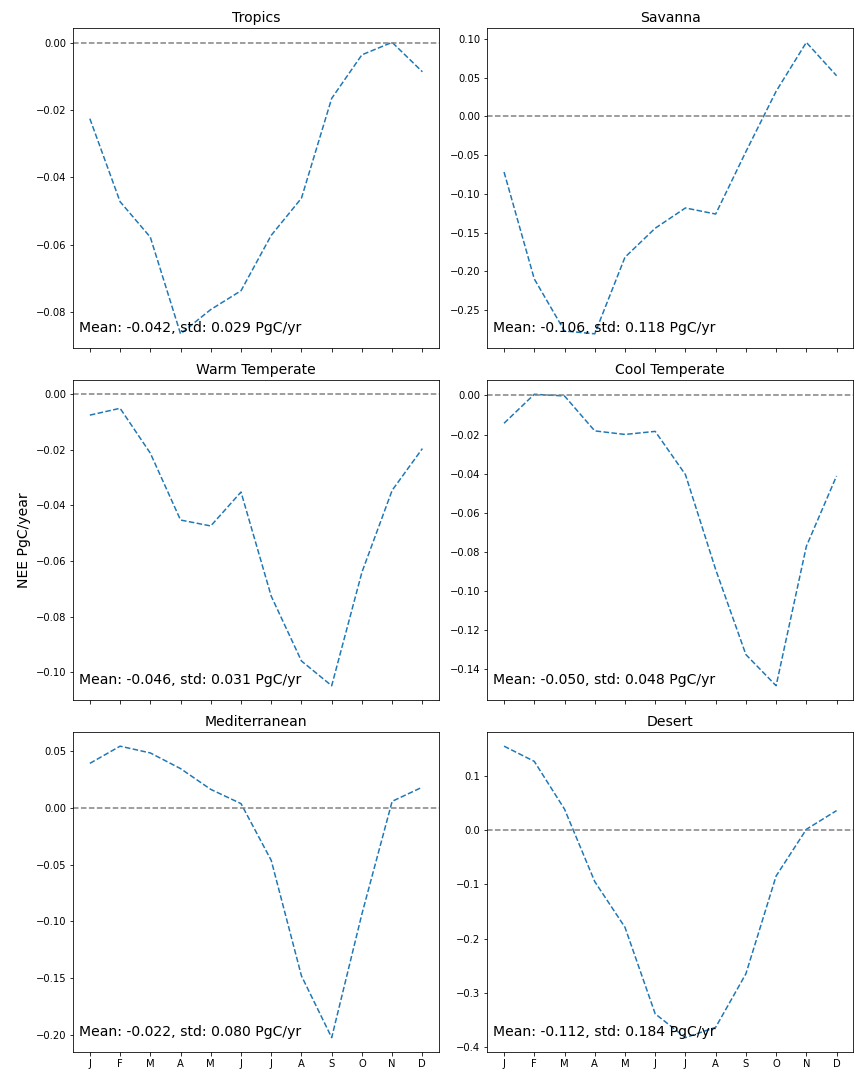 Tropics
0.00
−0.02
−0.04
−0.06
−0.08
Mean: -0.042, std: 0.029 PgC/yr
Savanna
0.10
0.05
0.00
−0.05
−0.10
−0.15
−0.20
−0.25
Mean: -0.106, std: 0.118 PgC/yr
NEE PgC/year
Warm Temperate
0.00
−0.02
−0.04
−0.06
−0.08
−0.10
Mean: -0.046, std: 0.031 PgC/yr
Cool Temperate
0.00
−0.02
−0.04
−0.06
−0.08
−0.10
−0.12
−0.14
Mean: -0.050, std: 0.048 PgC/yr
Mediterranean
0.05
0.00
−0.05
−0.10
−0.15
−0.20
Mean: -0.022, std: 0.080 PgC/yr
J F M A M J J A S O N D
Desert
0.1
0.0
−0.1
−0.2
−0.3
−0.4
Mean: -0.112, std: 0.184 PgC/yr
J F M A M J J A S O N D